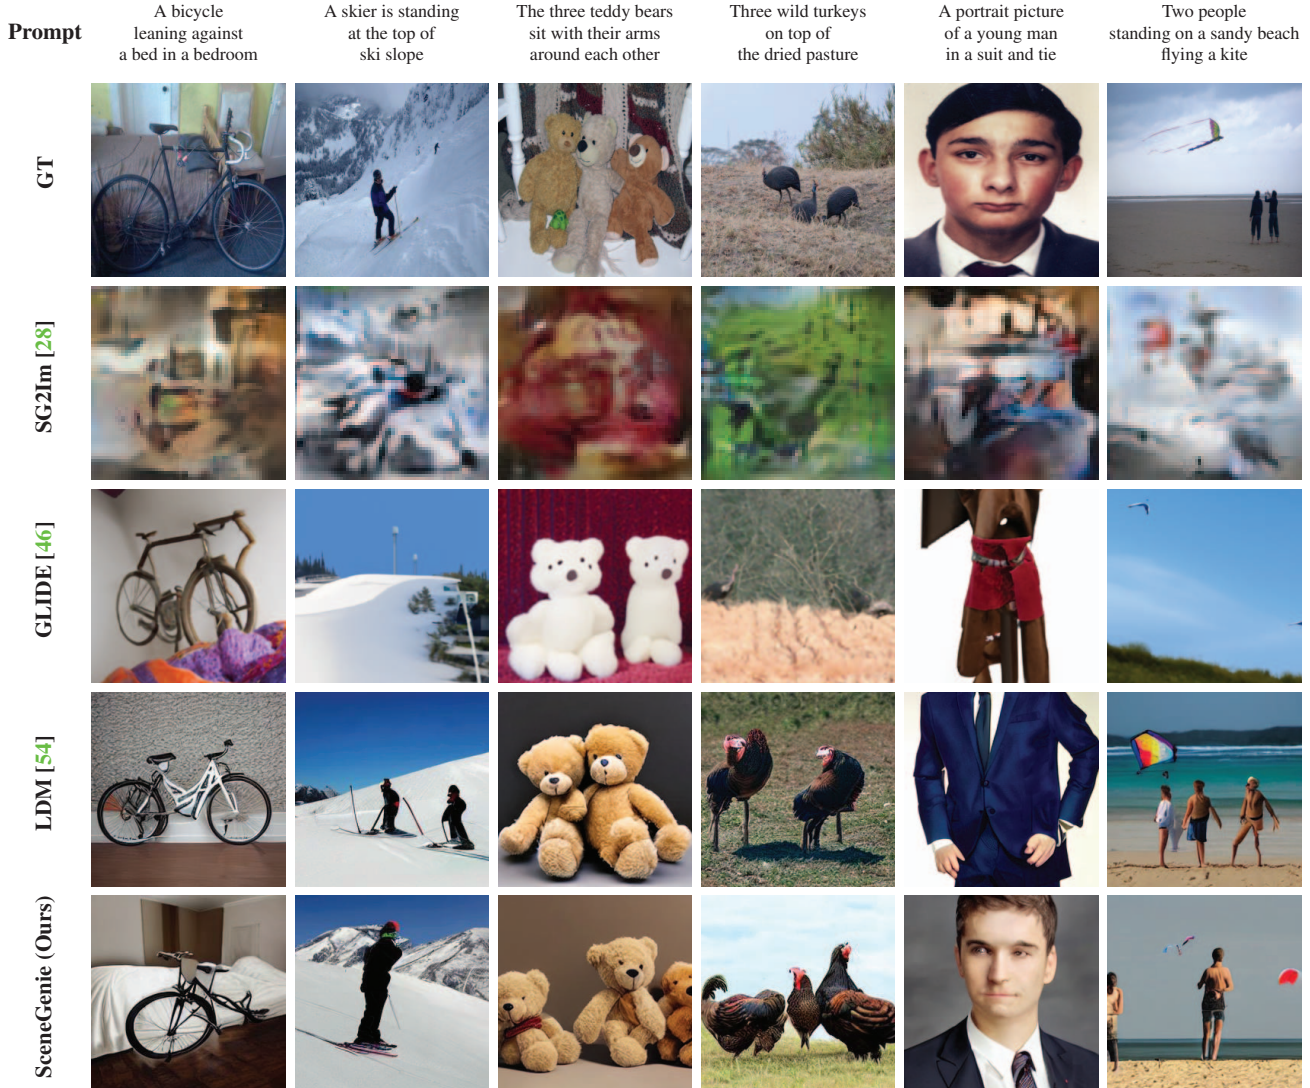 Prompt
A bicycle
leaning against
a bed in a bedroom
A skier is standing
at the top of
ski slope
The three teddy bears
sit with their arms
around each other
Three wild turkeys
on top of
the dried pasture
A portrait picture
of a young man
in a suit and tie
Two people
standing on a sandy beach
flying a kite
GT
SG2Im [28]
GLIDE [46]
LDM [54]
SceneGenie (Ours)